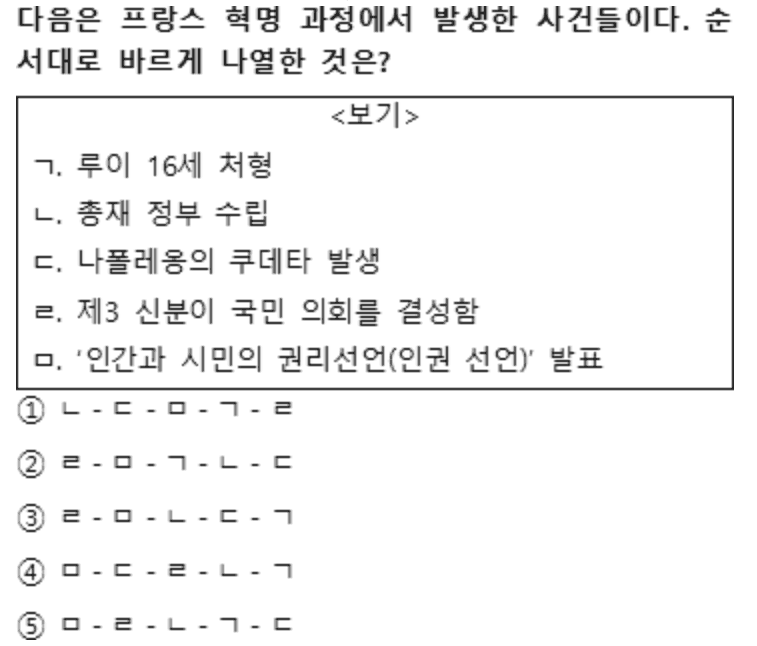 다음은 프랑스 혁명 과정에서 발생한 사건들이다. 순
서대로 바르게 나열한 것은?
<보기>
ㄱ. 루이 16세 처형
ㄴ. 총재 정부 수립
ㄷ. 나폴레옹의 쿠데타 발생
ㄹ. 제3 신분이 국민 의회를 결성함
ㅁ. '인간과 시민의 권리선언(인권 선언)' 발표
① ㄴ - ㄷ - ㅁ - ㄱ - ㄹ
② ㄹ - ㅁ - ㄱ - ㄴ - ㄷ
③ ㄹ - ㅁ - ㄴ - ㄷ - ㄱ
④ ㅁ - ㄷ - ㄹ - ㄴ - ㄱ
⑤ ㅁ - ㄹ - ㄴ - ㄱ - ㄷ